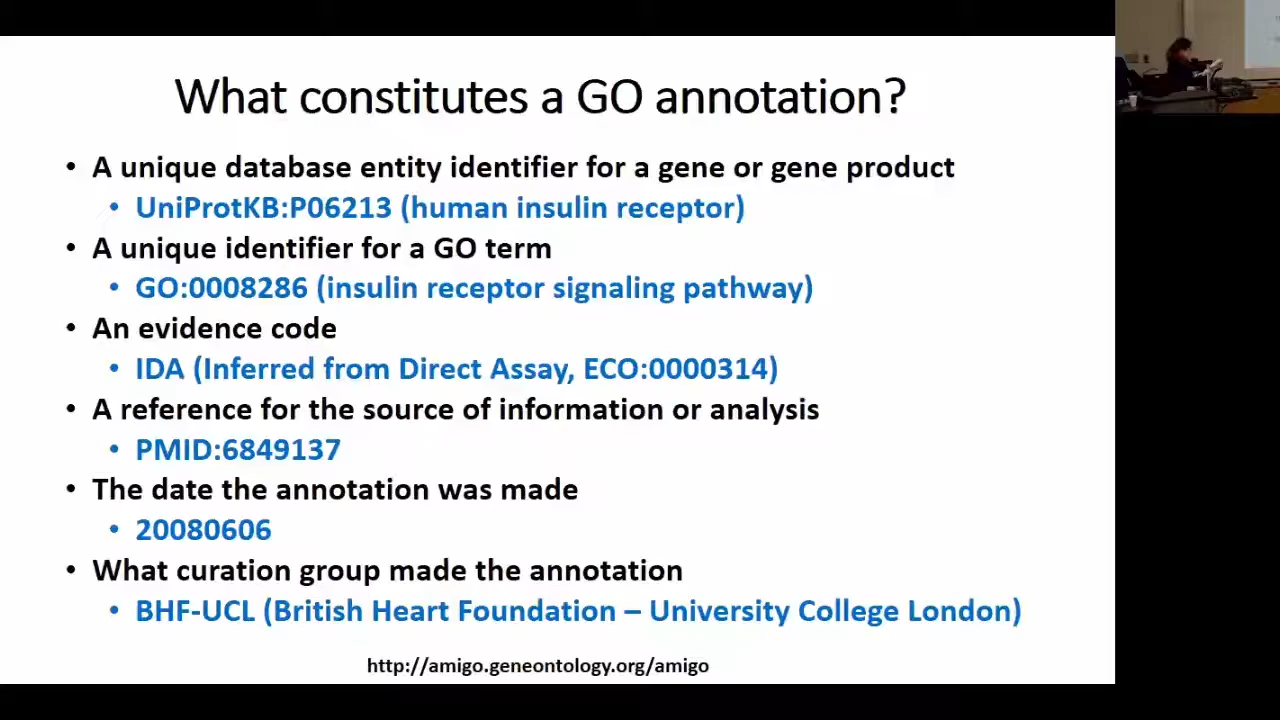 What constitutes a GO annotation?
• A unique database entity identifier for a gene or gene product
• UniProtKB:P06213 (human insulin receptor)
• A unique identifier for a GO term
• GO:0008286 (insulin receptor signaling pathway)
• An evidence code
• IDA (Inferred from Direct Assay, ECO:0000314)
• A reference for the source of information or analysis
• PMID:6849137
• The date the annotation was made
• 20080606
• What curation group made the annotation
• BHF-UCL (British Heart Foundation – University College London)
http://amigo.geneontology.org/amigo